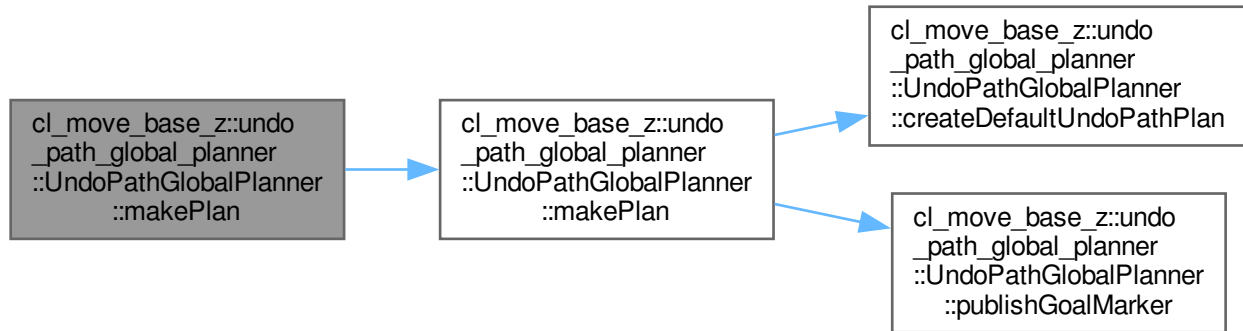 cl_move_base_z::undo
_path_global_planner
::UndoPathGlobalPlanner
::makePlan
cl_move_base_z::undo
_path_global_planner
::UndoPathGlobalPlanner
::makePlan
cl_move_base_z::undo
_path_global_planner
::UndoPathGlobalPlanner
::createDefaultUndoPathPlan
cl_move_base_z::undo
_path_global_planner
::UndoPathGlobalPlanner
::publishGoalMarker